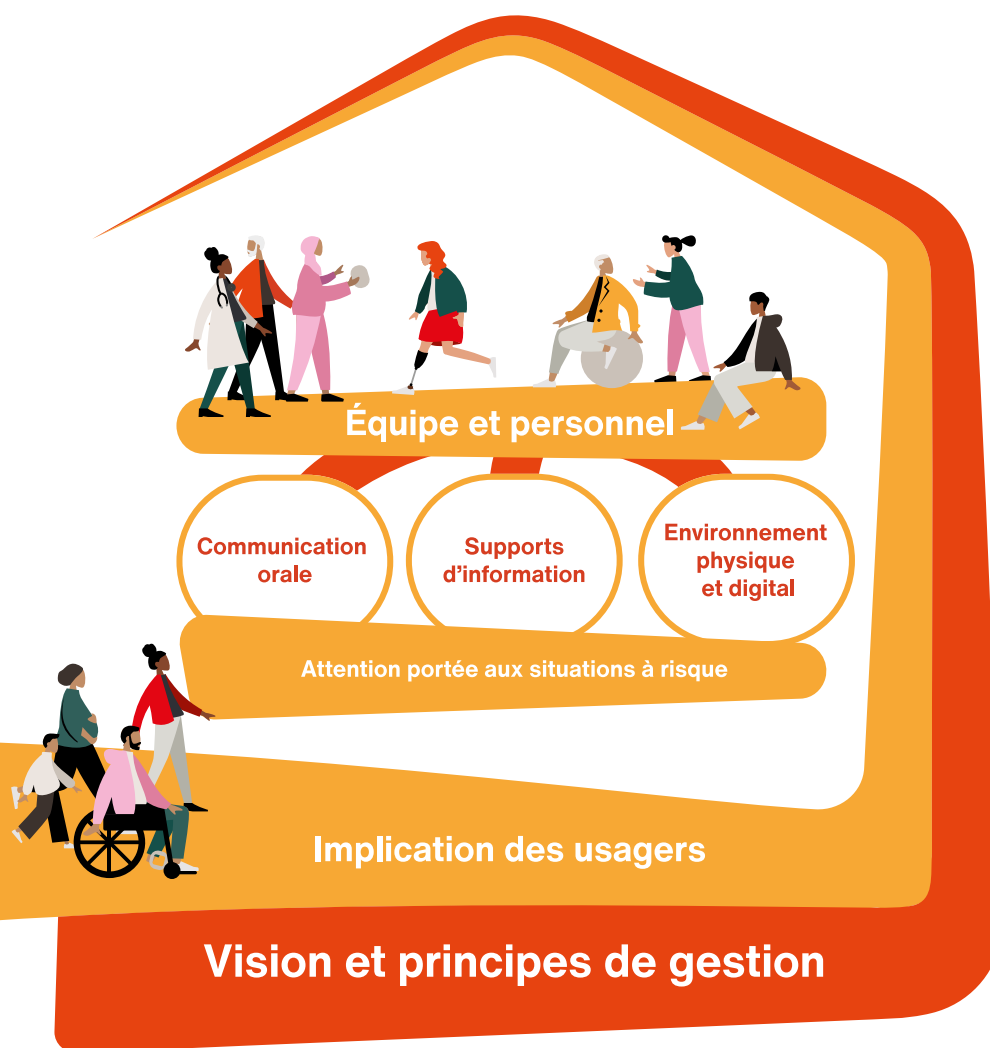 Équipe et personnel
Communication
orale
Supports
d'information
Environnement
physique
et digital
Attention portée aux situations à risque
Implication des usagers
Vision et principes de gestion